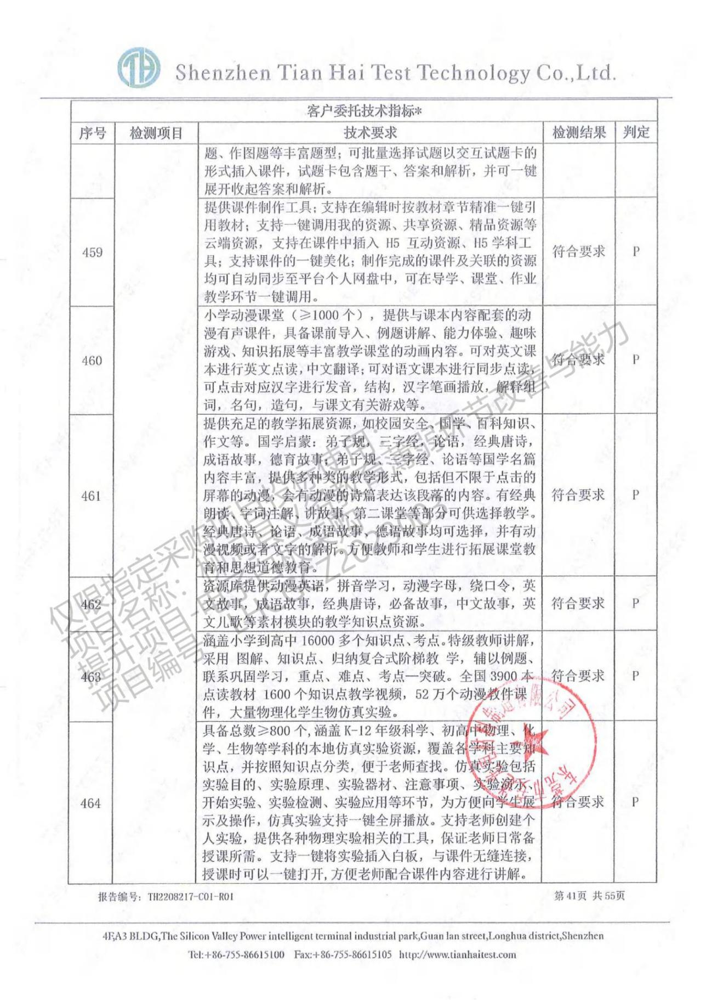 TH
Shenzhen Tian Hai Test Technology Co.,Ltd.
客户委托技术指标*
序号 检测项目 技术要求 检测结果 判定
题、作图题等丰富题型；可批量选择试题以交互试题卡的
形式插入课件，试题卡包含题干、答案和解析，并可一键
展开收起答案和解析。
提供课件制作工具；支持在编辑时按教材章节精准一键引
用教材；支持一键调用我的资源、共享资源、精品资源等
云端资源，支持在课件中插入 H5 互动资源、H5 学科工
具；支持课件的一键美化；制作完成的课件及关联的资源
均可自动同步至平台个人网盘中，可在导学、课堂、作业
教学环节一键调用。
459 符合要求 P
小学动漫课堂（≥1000 个），提供与课本内容配套的动
漫有声课件，具备课前导入、例题讲解、能力体验、趣味
游戏、知识拓展等丰富教学课堂的动画内容。可对英文课
本进行英文点读,中文翻译;可对语文课本进行同步点读,
可点击对应汉字进行发音，结构，汉字笔画播放，解释组
词，名句，造句，与课文有关游戏等。
460 符合要求 P
提供充足的教学拓展资源，如校园安全、国学、百科知识、
作文等。国学启蒙：弟子规，三字经，论语，经典唐诗，
成语故事，德育故事；弟子规、三字经、论语等国学名篇
内容丰富，提供多种类的教学形式，包括但不限于点击的
屏幕的动漫，会有动漫的诗篇表达该段落的内容。有经典
朗读、字词注解、讲故事、第二课堂等部分可供选择教学。
经典唐诗、论语、成语故事、德语故事均可选择，并有动
漫视频或者文字的解析。方便教师和学生进行拓展课堂教
育和思想道德教育。
461 符合要求 P
资源库提供动漫英语，拼音学习，动漫字母，绕口令，英
文故事，成语故事，经典唐诗，必备故事，中文故事，英
文儿歌等素材模块的教学知识点资源。
462 符合要求 P
涵盖小学到高中 16000 多个知识点、考点。特级教师讲解，
采用 图解、知识点、归纳复合式阶梯教 学，辅以例题、
联系巩固学习，重点、难点、考点—突破。全国 3900 本
点读教材 1600 个知识点教学视频，52 万个动漫教件课
件，大量物理化学生物仿真实验。
463 符合要求 P
具备总数≥800 个,涵盖 K-12 年级科学、初高中物理、化
学、生物等学科的本地仿真实验资源，覆盖各学科主要知
识点，并按照知识点分类，便于老师查找。仿真实验包括
实验目的、实验原理、实验器材、注意事项、实验演示、
开始实验、实验检测、实验应用等环节，为方便向学生展
示及操作，仿真实验支持一键全屏播放。支持老师创建个
人实验，提供各种物理实验相关的工具，保证老师日常备
授课所需。支持一键将实验插入白板，与课件无缝连接，
授课时可以一键打开,方便老师配合课件内容进行讲解。
464 符合要求 P
报告编号：TH2208217-C01-R01 第 41页 共 55页
4F,A3 BLDG,The Silicon Valley Power intelligent terminal industrial park,Guan lan street,Longhua district,Shenzhen
Tel:+86-755-86615100 Fax:+86-755-86615105 http://www.tianhaitest.com